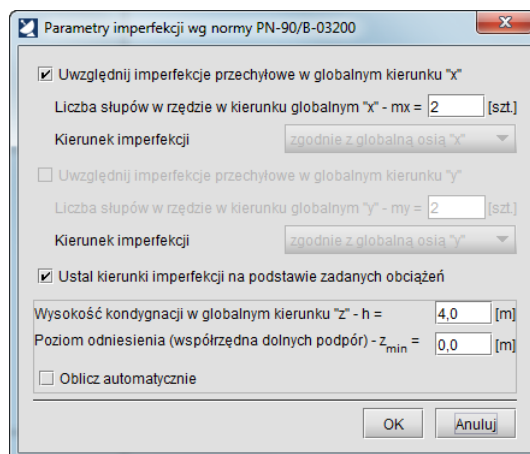 Parametry imperfekcji wg normy PN-90/B-03200
Uwzględnij imperfekcje przechyłowe w globalnym kierunku "x"
Liczba słupów w rzędzie w kierunku globalnym "x" - mx = 2 [szt.]
Kierunek imperfekcji zgodnie z globalną osią "x"
Uwzględnij imperfekcje przechyłowe w globalnym kierunku "y"
Liczba słupów w rzędzie w kierunku globalnym "y" - my = 2 [szt.]
Kierunek imperfekcji zgodnie z globalną osią "y"
Ustal kierunki imperfekcji na podstawie zadanych obciążeń
Wysokość kondygnacji w globalnym kierunku "z" - h = 4,0 [m]
Poziom odniesienia (współrzędna dolnych podpór) - z min = 0,0 [m]
Oblicz automatycznie
OK Anuluj